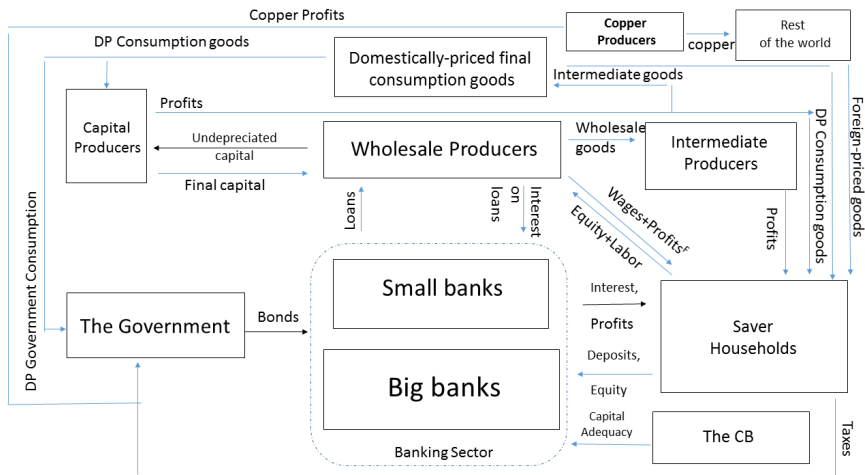 Copper Profits
Copper
Producers
copper
Rest
of the world
DP Consumption goods
Domestically-priced final
consumption goods
Intermediate goods
Capital
Producers
Profits
Undepreciated
capital
Final capital
Wholesale Producers
Wholesale
goods
Intermediate
Producers
DP Consumption goods
Foreign-priced goods
Loans
Interest
on
loans
Wages+Profitsᶠ
Equity+Labor
Profits
DP Government Consumption
The Government
Bonds
Small banks
Big banks
Banking Sector
Interest,
Profits
Deposits,
Equity
Saver
Households
Capital
Adequacy
The CB
Taxes